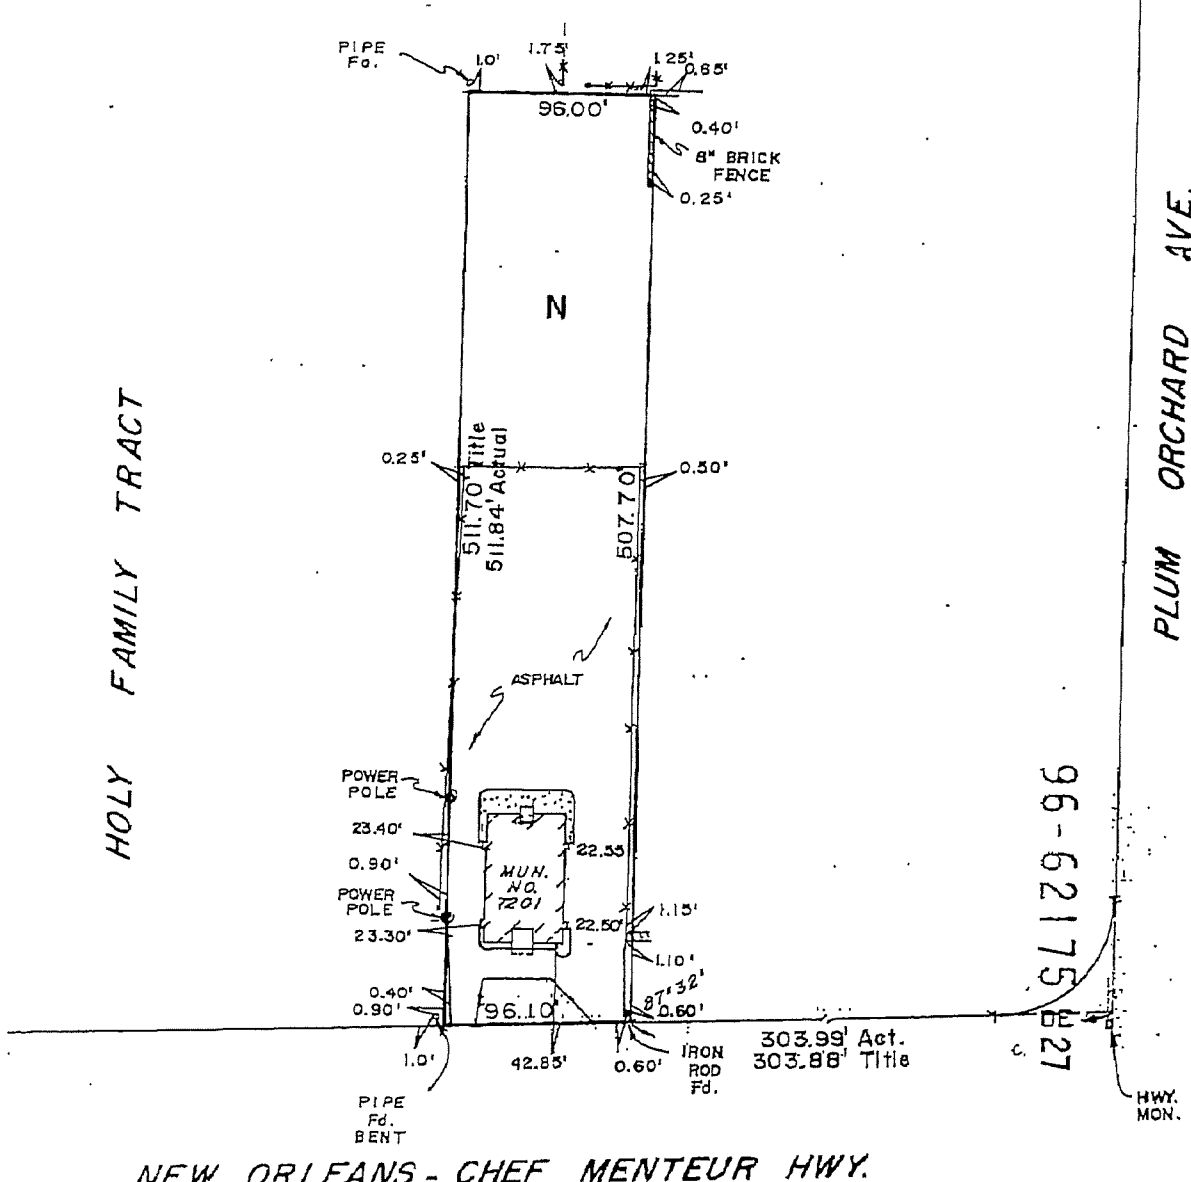 PIPE
Fd.
1.0'
1.75'
1.25'
0.65'
96.00'
0.40'
8" BRICK
FENCE
0.25'
N
PLUM ORCHARD AVE.
HOLY FAMILY TRACT
0.25'
511.70' Title
511.84' Actual
507.70'
0.50'
ASPHALT
POWER
POLE
23.40'
22.55
0.90'
MUN.
NO.
7201
POWER
POLE
23.30'
22.50'
1.15'
1.10'
87°32'
0.40'
0.90'
96.10'
0.60'
1.0'
42.85'
0.60'
IRON
ROD
Fd.
303.99' Act.
303.88' Title
C.
96-62175 E27
PIPE
Fd.
BENT
HWY.
MON.
NEW ORLEANS - CHEF MENTEUR HWY.